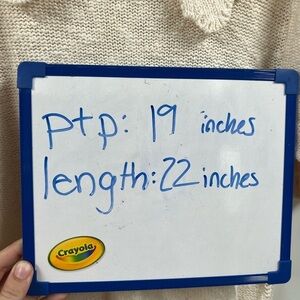 ptp: 19 inches
length: 22 inches
Crayola